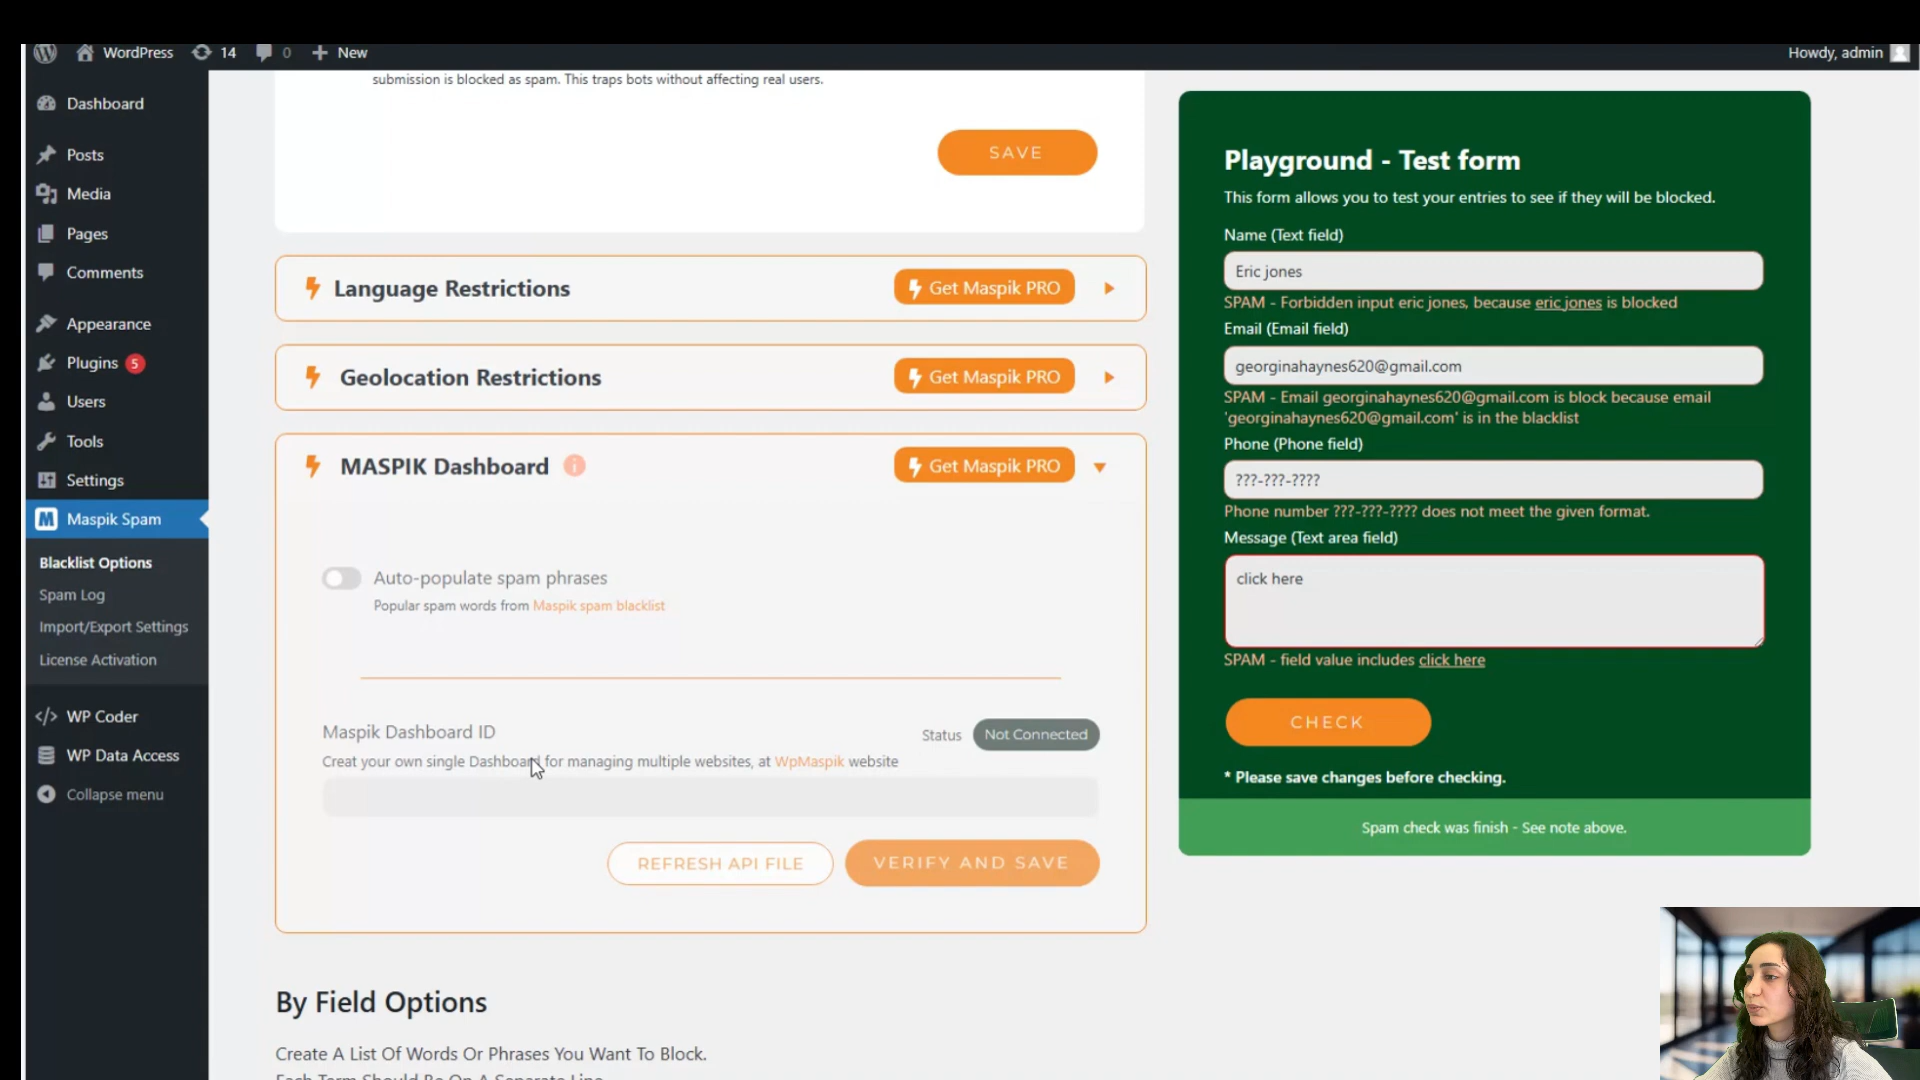 WordPress 14 0 New
Howdy, admin
Dashboard
Posts
Media
Pages
Comments
Appearance
Plugins 5
Users
Tools
Settings
Maspik Spam
Blacklist Options
Spam Log
Import/Export Settings
License Activation
WP Coder
WP Data Access
Collapse menu
submission is blocked as spam. This traps bots without affecting real users.
SAVE
Language Restrictions
Get Maspik PRO
Geolocation Restrictions
Get Maspik PRO
MASPIK Dashboard
Get Maspik PRO
Auto-populate spam phrases
Popular spam words from Maspik spam blacklist
Maspik Dashboard ID
Status Not Connected
Creat your own single Dashboard for managing multiple websites, at WpMaspik website
REFRESH API FILE
VERIFY AND SAVE
By Field Options
Create A List Of Words Or Phrases You Want To Block.
Each Term Should Be On A Separate Line
Playground - Test form
This form allows you to test your entries to see if they will be blocked.
Name (Text field)
Eric jones
SPAM - Forbidden input eric jones, because eric jones is blocked
Email (Email field)
georginahaynes620@gmail.com
SPAM - Email georginahaynes620@gmail.com is block because email
'georginahaynes620@gmail.com' is in the blacklist
Phone (Phone field)
???-???-????
Phone number ???-???-???? does not meet the given format.
Message (Text area field)
click here
SPAM - field value includes click here
CHECK
* Please save changes before checking.
Spam check was finish - See note above.